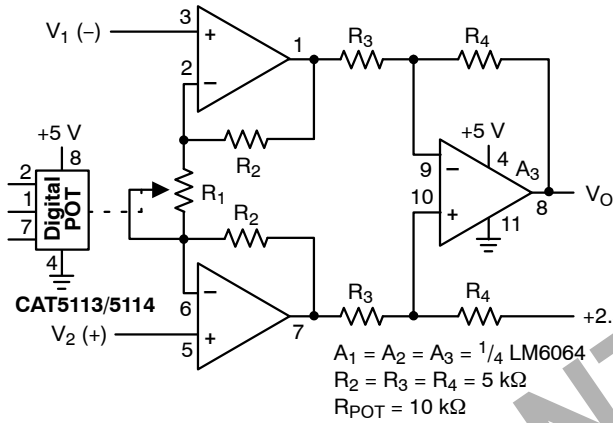 V1 (–)
3
+
1
R3
R4
2
–
+5 V
8
R2
+5 V
4
A3
9
–
2
1
7
Digital
POT
R1
10
+
8
VO
11
R2
4
CAT5113/5114
–
6
7
R3
R4
+2.
V2 (+)
5
+
A1 = A2 = A3 = 1/4 LM6064
R2 = R3 = R4 = 5 kΩ
RPOT = 10 kΩ